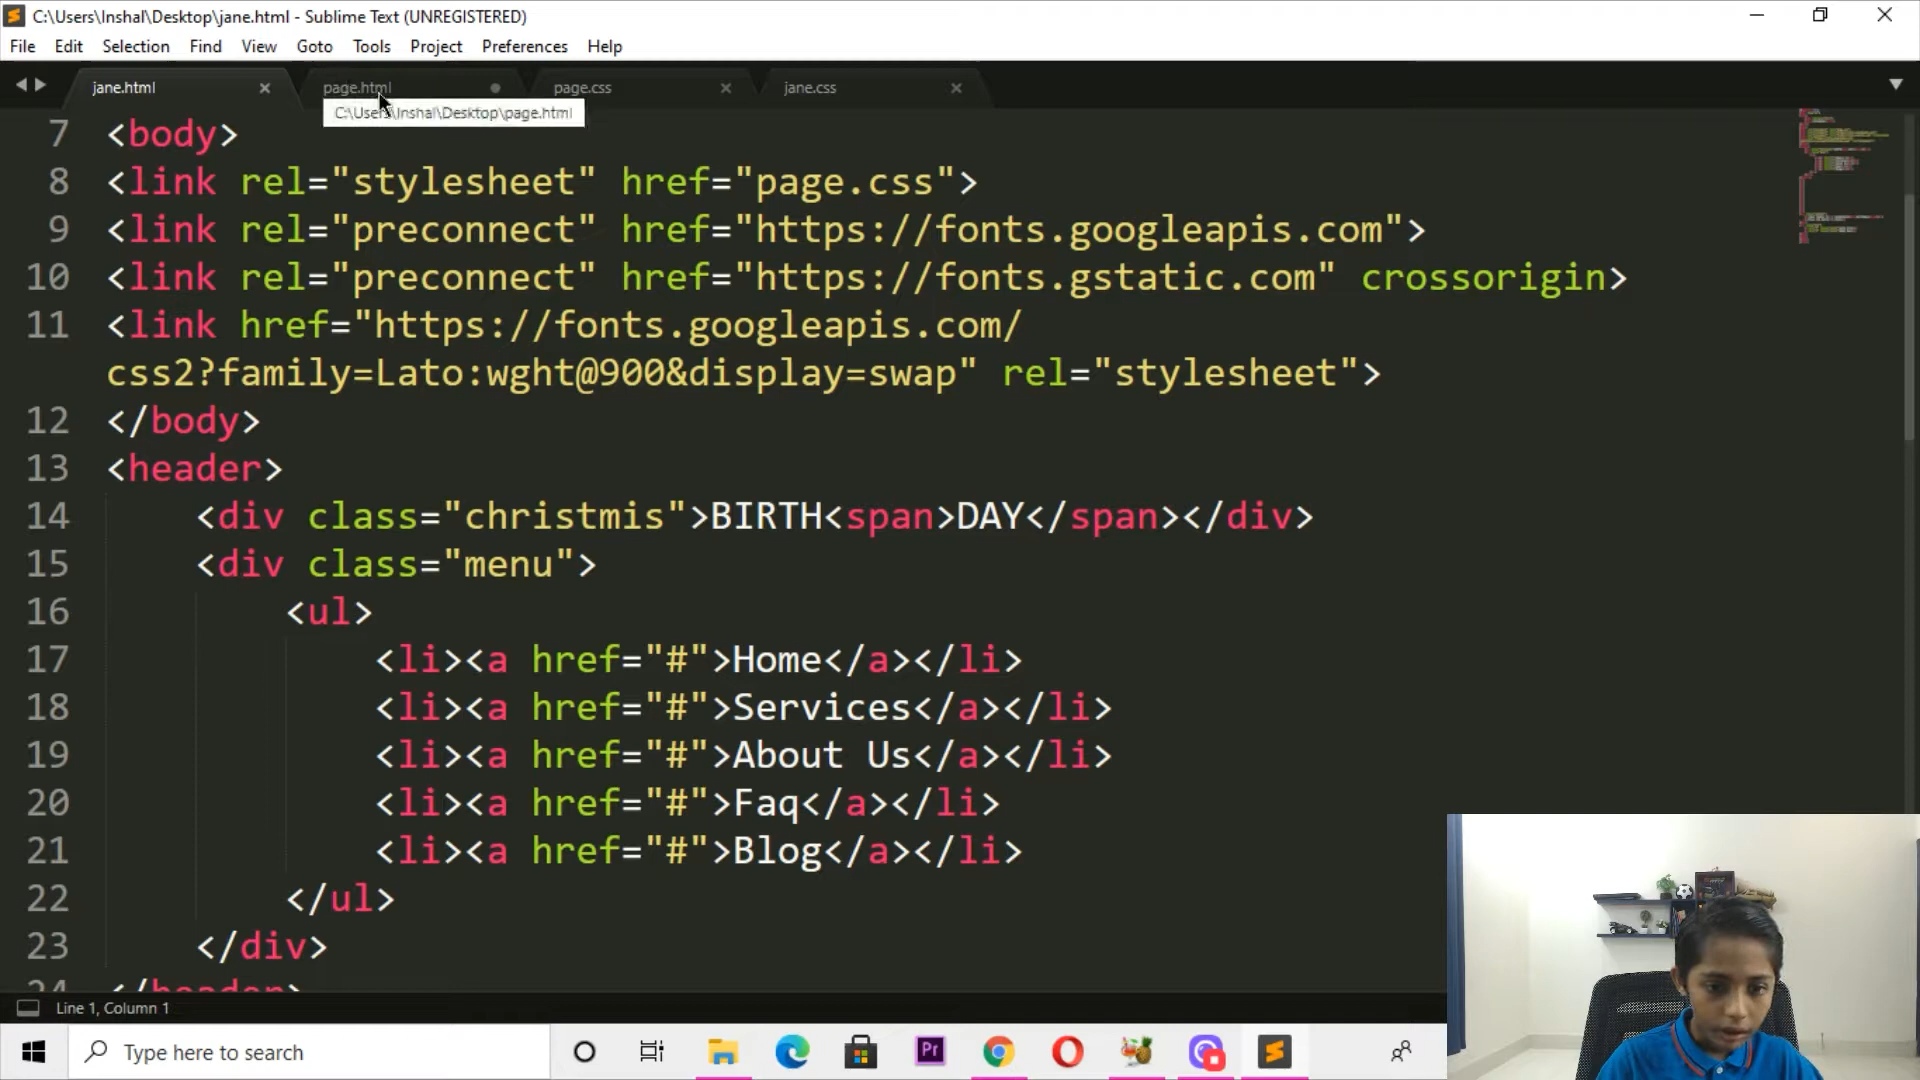 C:\Users\Inshal\Desktop\jane.html - Sublime Text (UNREGISTERED)
File Edit Selection Find View Goto Tools Project Preferences Help
jane.html page.html page.css jane.css
C:\Users\Inshal\Desktop\page.html
7 <body>
8 <link rel="stylesheet" href="page.css">
9 <link rel="preconnect" href="https://fonts.googleapis.com">
10 <link rel="preconnect" href="https://fonts.gstatic.com" crossorigin>
11 <link href="https://fonts.googleapis.com/
css2?family=Lato:wght@900&display=swap" rel="stylesheet">
12 </body>
13 <header>
14 <div class="christmis">BIRTH<span>DAY</span></div>
15 <div class="menu">
16 <ul>
17 <li><a href="#">Home</a></li>
18 <li><a href="#">Services</a></li>
19 <li><a href="#">About Us</a></li>
20 <li><a href="#">Faq</a></li>
21 <li><a href="#">Blog</a></li>
22 </ul>
23 </div>
24 </header>
Line 1, Column 1
Type here to search
Pr